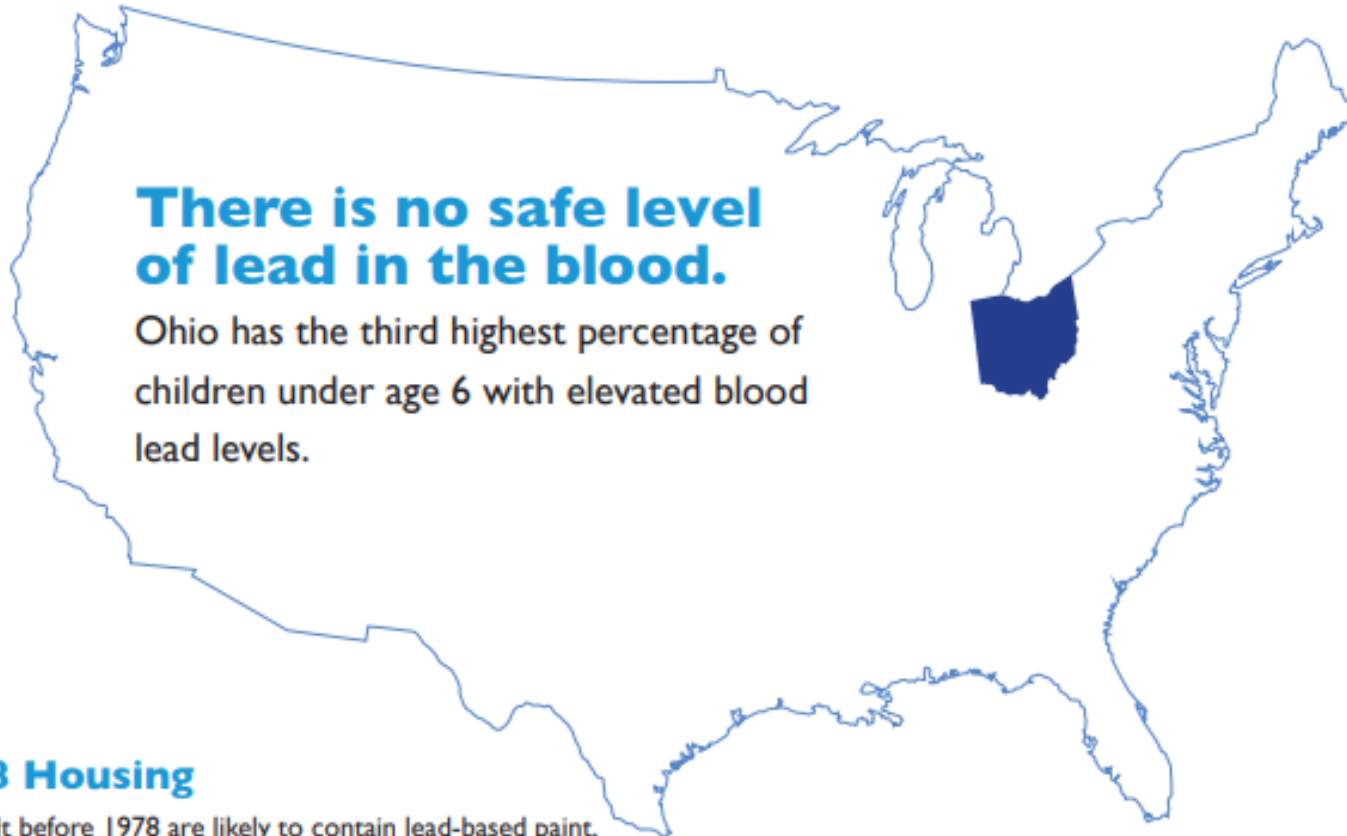 There is no safe level
of lead in the blood.
Ohio has the third highest percentage of
children under age 6 with elevated blood
lead levels.
Housing
before 1978 are likely to contain lead-based paint.